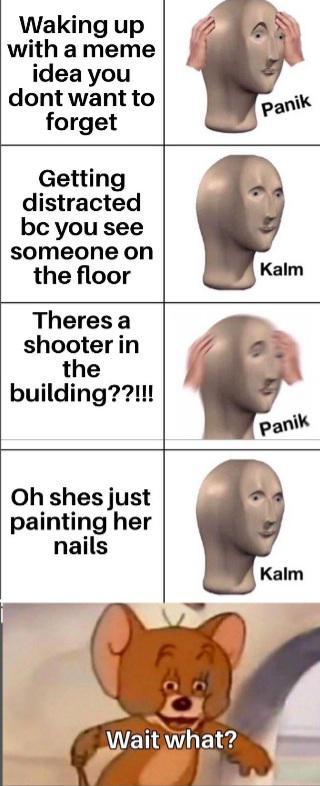 Waking up
with a meme
idea you
dont want to
forget
Panik
Getting
distracted
bc you see
someone on
the floor
Kalm
Theres a
shooter in
the
building??!!!
Panik
Oh shes just
painting her
nails
Kalm
Wait what?